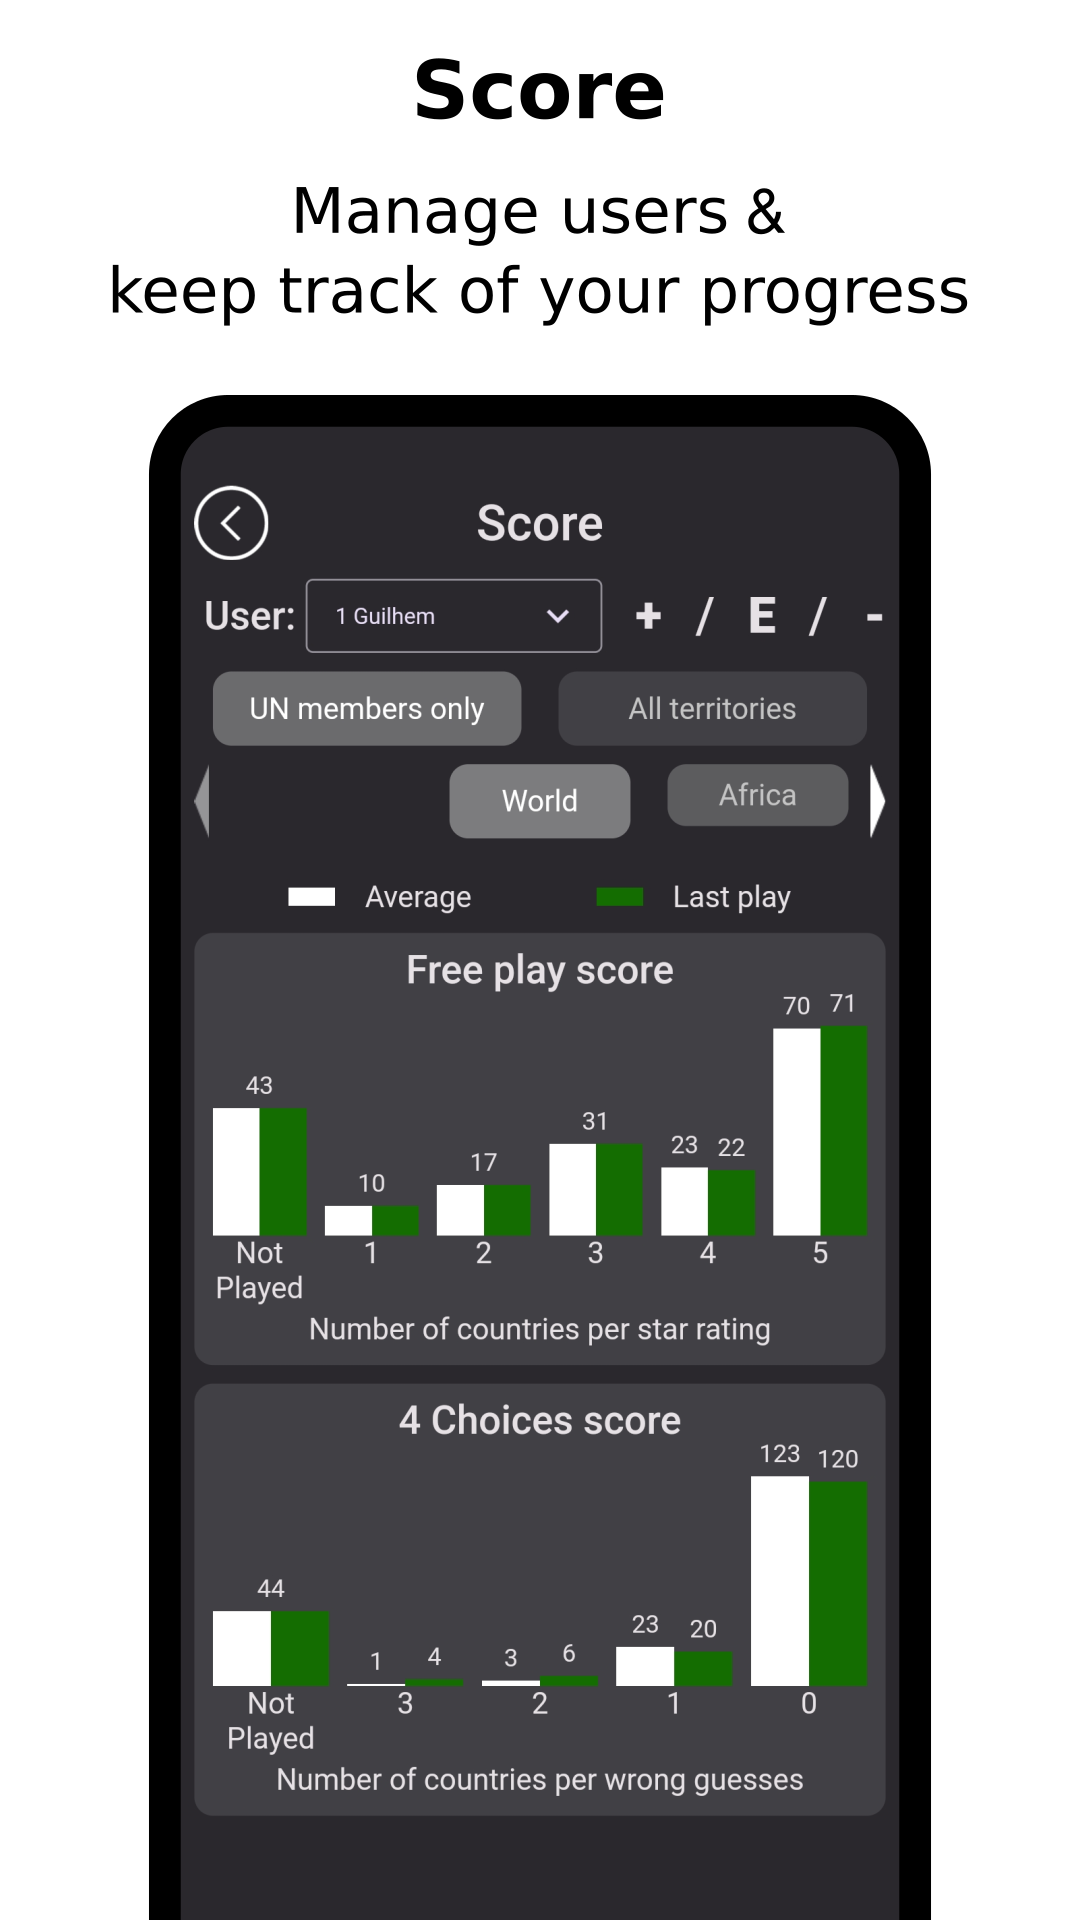 Score
Manage users &
keep track of your progress
Score
User: 1 Guilhem + / E / -
UN members only All territories
World Africa
Average Last play
Free play score
43 10 17 31 23 22 70 71
Not Played 1 2 3 4 5
Number of countries per star rating
4 Choices score
44 1 4 3 6 23 20 123 120
Not Played 3 2 1 0
Number of countries per wrong guesses